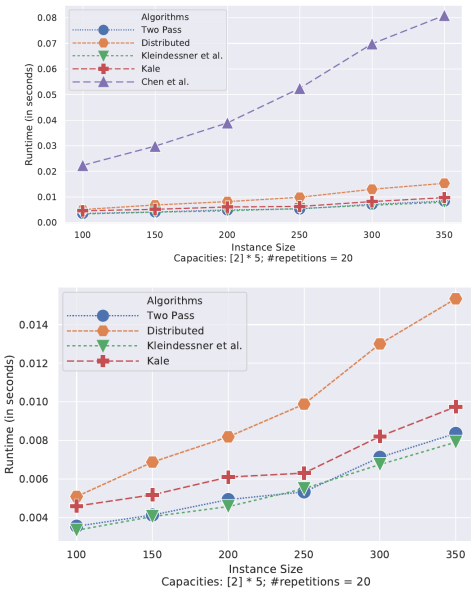 0.08
0.07
0.06
0.05
0.04
0.03
0.02
0.01
0.00
Runtime (in seconds)
Algorithms
Two Pass
Distributed
Kleindessner et al.
Kale
Chen et al.
100 150 200 250 300 350
Instance Size
Capacities: [2] * 5; #repetitions = 20
0.014
0.012
0.010
0.008
0.006
0.004
Runtime (in seconds)
Algorithms
Two Pass
Distributed
Kleindessner et al.
Kale
100 150 200 250 300 350
Instance Size
Capacities: [2] * 5; #repetitions = 20